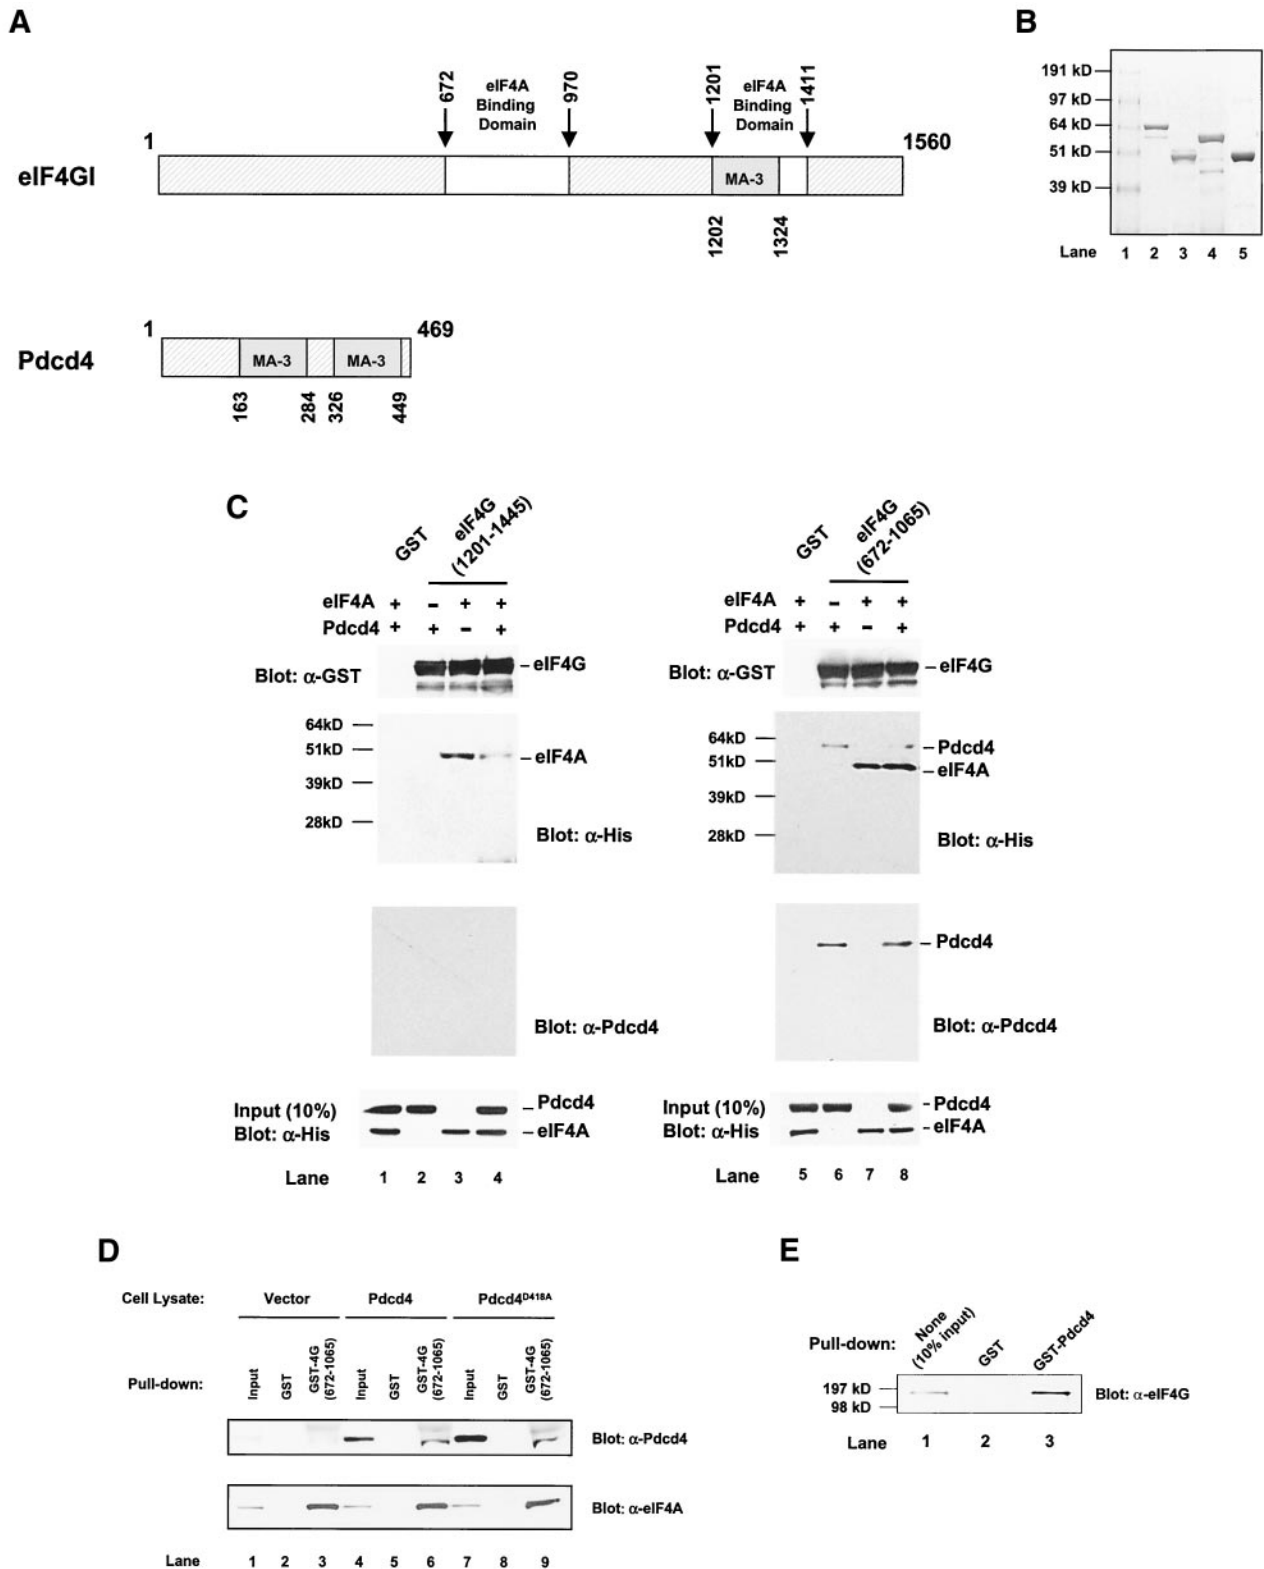 A
672
eIF4A
Binding
Domain
970
1201
eIF4A
Binding
Domain
1411
1
1560
eIF4GI
MA-3
1202
1324
1
469
Pdcd4
MA-3
MA-3
163
284
326
449
B
191 kD
97 kD
64 kD
51 kD
39 kD
Lane 1 2 3 4 5
C
GST
eIF4G
(1201-1445)
eIF4A + - + +
Pdcd4 + + - +
Blot: α-GST
eIF4G
64kD
51kD
39kD
28kD
eIF4A
Blot: α-His
Blot: α-Pdcd4
Input (10%)
Blot: α-His
Pdcd4
eIF4A
Lane 1 2 3 4
GST
eIF4G
(672-1065)
eIF4A + - + +
Pdcd4 + + - +
Blot: α-GST
eIF4G
64kD
51kD
39kD
28kD
Pdcd4
eIF4A
Blot: α-His
Pdcd4
Blot: α-Pdcd4
Input (10%)
Blot: α-His
Pdcd4
eIF4A
Lane 5 6 7 8
D
Cell Lysate: Vector Pdcd4 Pdcd4D418A
Pull-down:
Input
GST
GST-4G
(672-1065)
Input
GST
GST-4G
(672-1065)
Input
GST
GST-4G
(672-1065)
Blot: α-Pdcd4
Blot: α-eIF4A
Lane 1 2 3 4 5 6 7 8 9
E
Pull-down:
None
(10% input)
GST
GST-Pdcd4
197 kD
98 kD
Blot: α-eIF4G
Lane 1 2 3